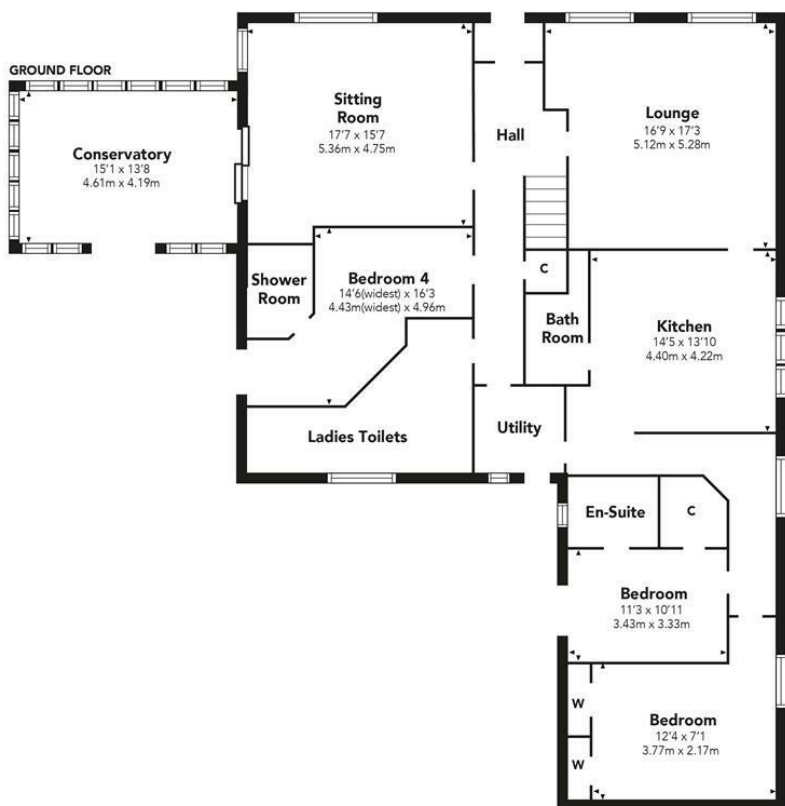 GROUND FLOOR
Conservatory
15'1 x 13'8
4.61m x 4.19m
Sitting
Room
17'7 x 15'7
5.36m x 4.75m
Hall
Lounge
16'9 x 17'3
5.12m x 5.28m
Shower
Room
Bedroom 4
14'6(widest) x 16'3
4.43m(widest) x 4.96m
C
Bath
Room
Kitchen
14'5 x 13'10
4.40m x 4.22m
Ladies Toilets
Utility
En-Suite
C
Bedroom
11'3 x 10'11
3.43m x 3.33m
W
W
Bedroom
12'4 x 7'1
3.77m x 2.17m